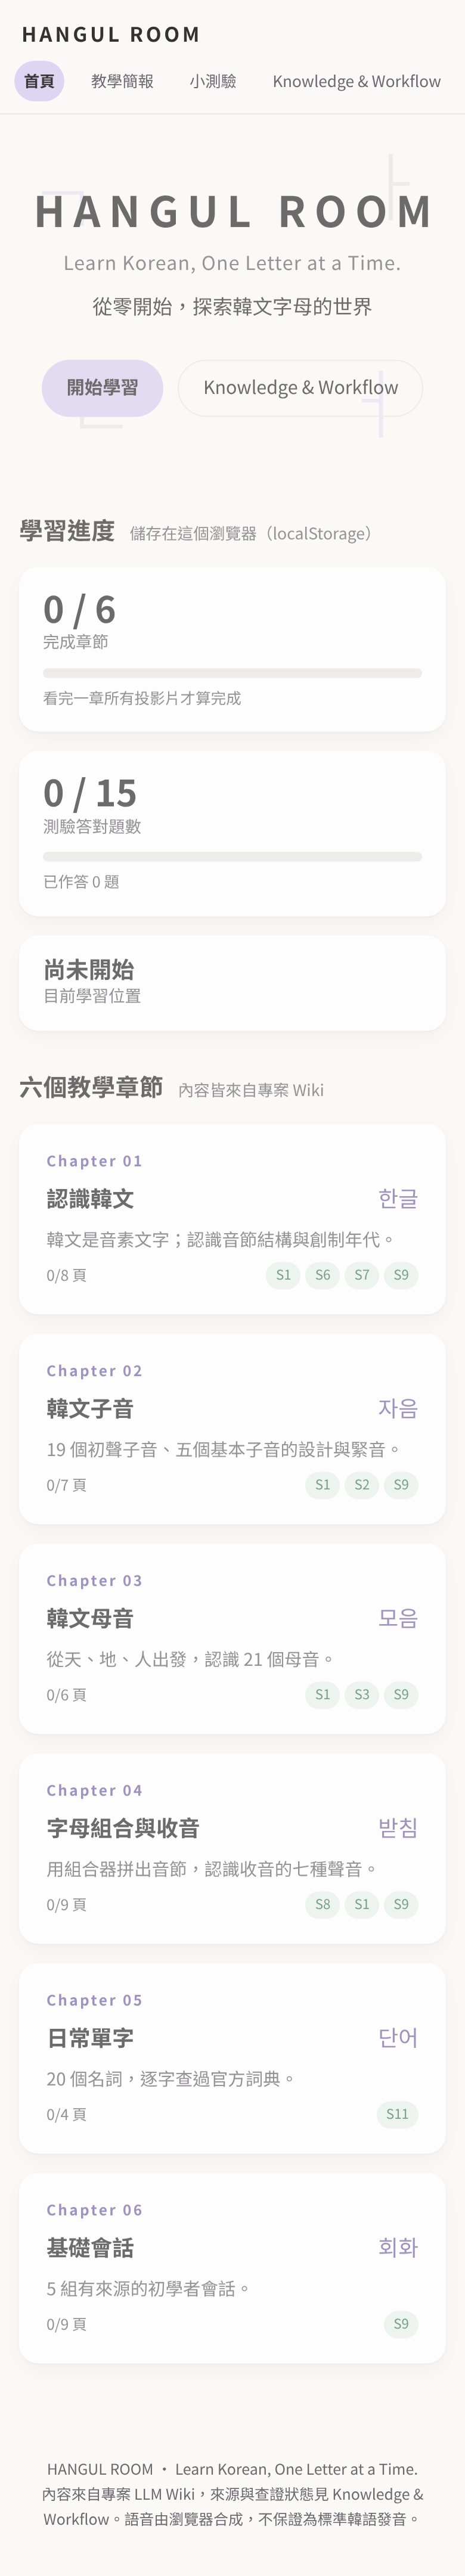 HANGUL ROOM
首頁 教學簡報 小測驗 Knowledge & Workflow
HANGUL ROOM
Learn Korean, One Letter at a Time.
從零開始，探索韓文字母的世界
開始學習 Knowledge & Workflow
學習進度 儲存在這個瀏覽器（localStorage）
0 / 6
完成章節
看完一章所有投影片才算完成
0 / 15
測驗答對題數
已作答 0 題
尚未開始
目前學習位置
六個教學章節 內容皆來自專案 Wiki
Chapter 01
認識韓文 한글
韓文是音素文字；認識音節結構與創制年代。
0/8 頁 S1 S6 S7 S9
Chapter 02
韓文子音 자음
19 個初聲子音、五個基本子音的設計與緊音。
0/7 頁 S1 S2 S9
Chapter 03
韓文母音 모음
從天、地、人出發，認識 21 個母音。
0/6 頁 S1 S3 S9
Chapter 04
字母組合與收音 받침
用組合器拼出音節，認識收音的七種聲音。
0/9 頁 S8 S1 S9
Chapter 05
日常單字 단어
20 個名詞，逐字查過官方詞典。
0/4 頁 S11
Chapter 06
基礎會話 회화
5 組有來源的初學者會話。
0/9 頁 S9
HANGUL ROOM ・ Learn Korean, One Letter at a Time.
內容來自專案 LLM Wiki，來源與查證狀態見 Knowledge &
Workflow。語音由瀏覽器合成，不保證為標準韓語發音。